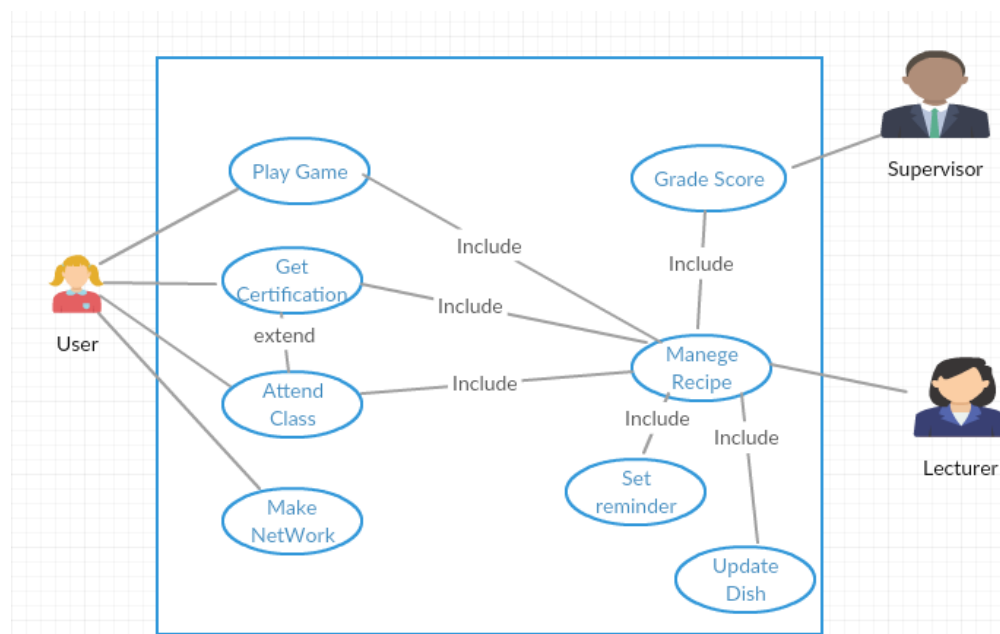 Play Game
Grade Score
Supervisor
Include
Include
Get
Certification
Include
extend
User
Manege
Recipe
Include
Attend
Class
Include
Include
Lecturer
Set
reminder
Make
NetWork
Update
Dish